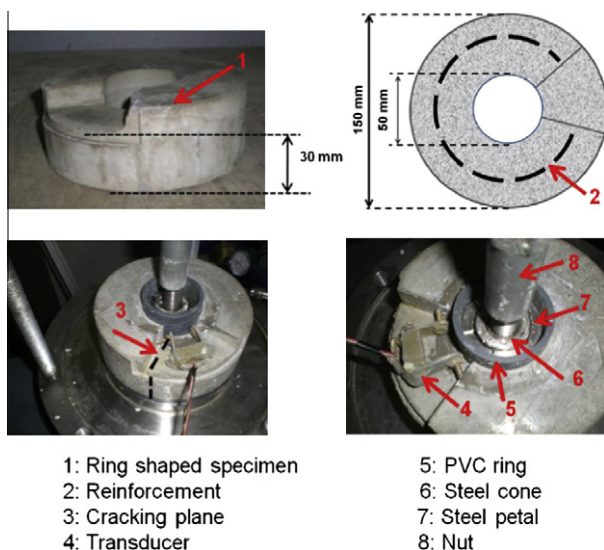 1
30 mm
150 mm
50 mm
2
3
8
7
6
5
4
1: Ring shaped specimen
2: Reinforcement
3: Cracking plane
4: Transducer
5: PVC ring
6: Steel cone
7: Steel petal
8: Nut